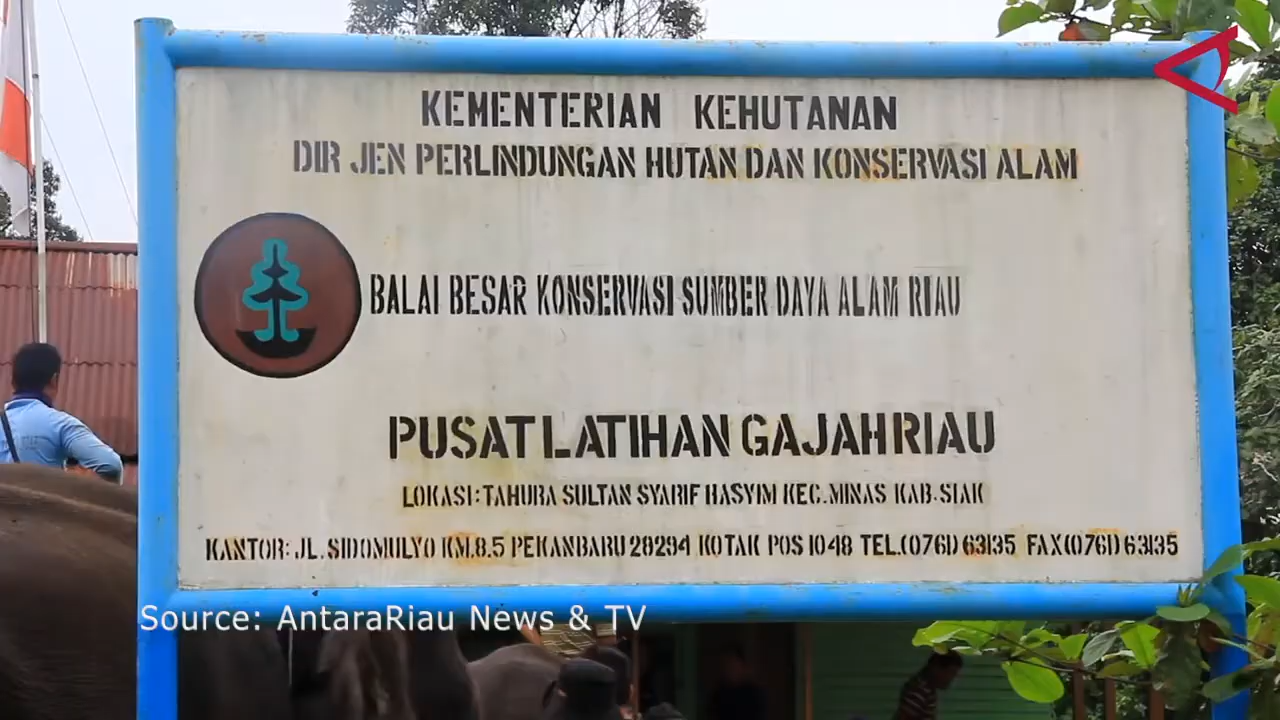 KEMENTERIAN KEHUTANAN
DIR JEN PERLINDUNGAN HUTAN DAN KONSERVASI ALAM
BALAI BESAR KONSERVASI SUMBER DAYA ALAM RIAU
PUSAT LATIHAN GAJAH RIAU
LOKASI: TAHURA SULTAN SYARIF HASYIM KEC. MINAS KAB. SIAK
KANTOR: JL. SIDOMULYO KM.8.5 PEKANBARU 28294 KOTAK POS 1048 TEL.(0761) 63135 FAX(0761) 63135
Source: AntaraRiau News & TV